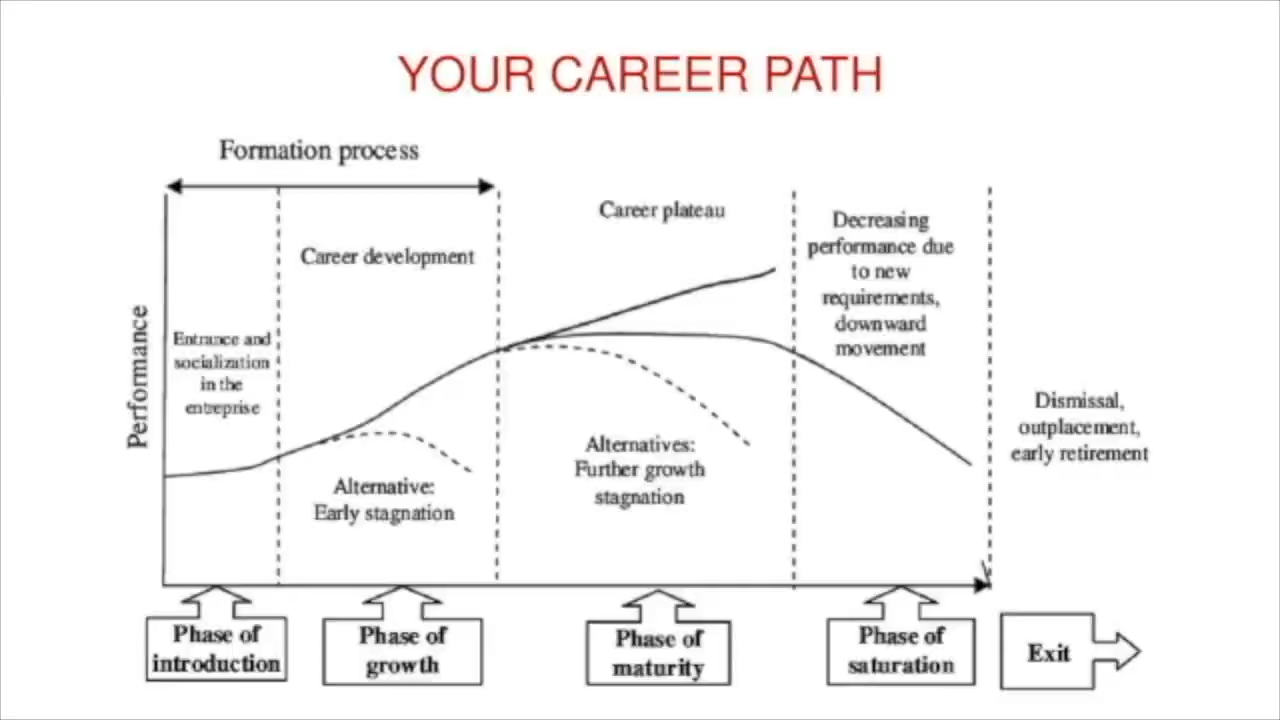 YOUR CAREER PATH
Formation process
Career plateau
Decreasing
performance due
to new
requirements,
downward
movement
Career development
Performance
Entrance and
socialization
in the
entreprise
Dismissal,
outplacement,
early retirement
Alternatives:
Further growth
stagnation
Alternative:
Early stagnation
Phase of
introduction
Phase of
growth
Phase of
maturity
Phase of
saturation
Exit